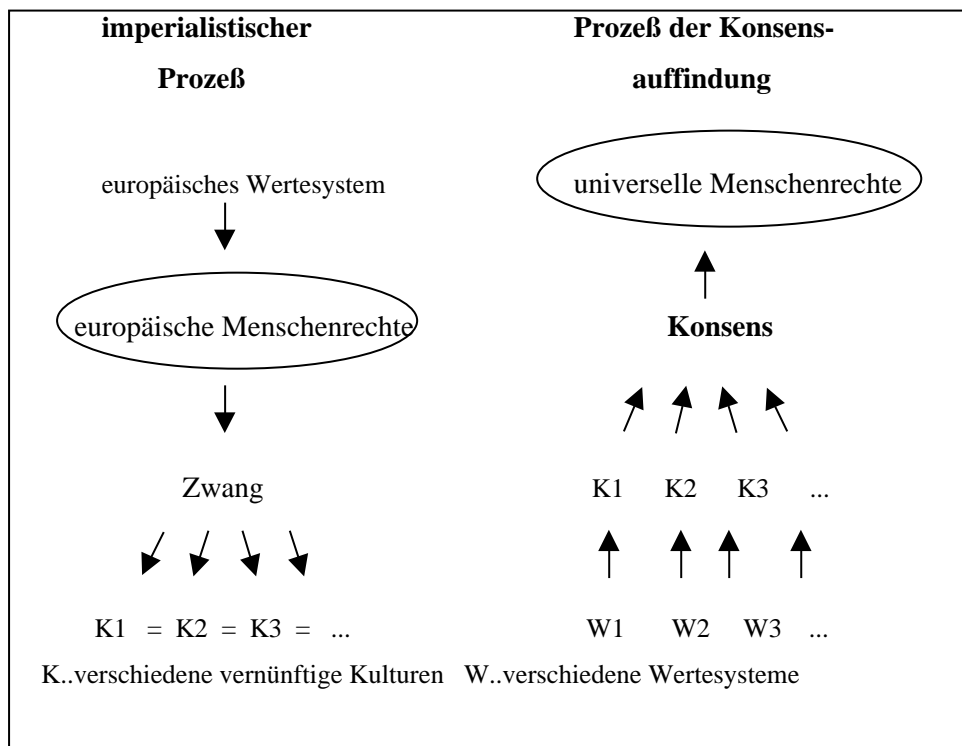 imperialistischer
Prozeß
europäisches Wertesystem
europäische Menschenrechte
Zwang
K1 = K2 = K3 = ...
K..verschiedene vernünftige Kulturen
Prozeß der Konsens-
auffindung
universelle Menschenrechte
Konsens
K1 K2 K3 ...
W1 W2 W3 ...
W..verschiedene Wertesysteme